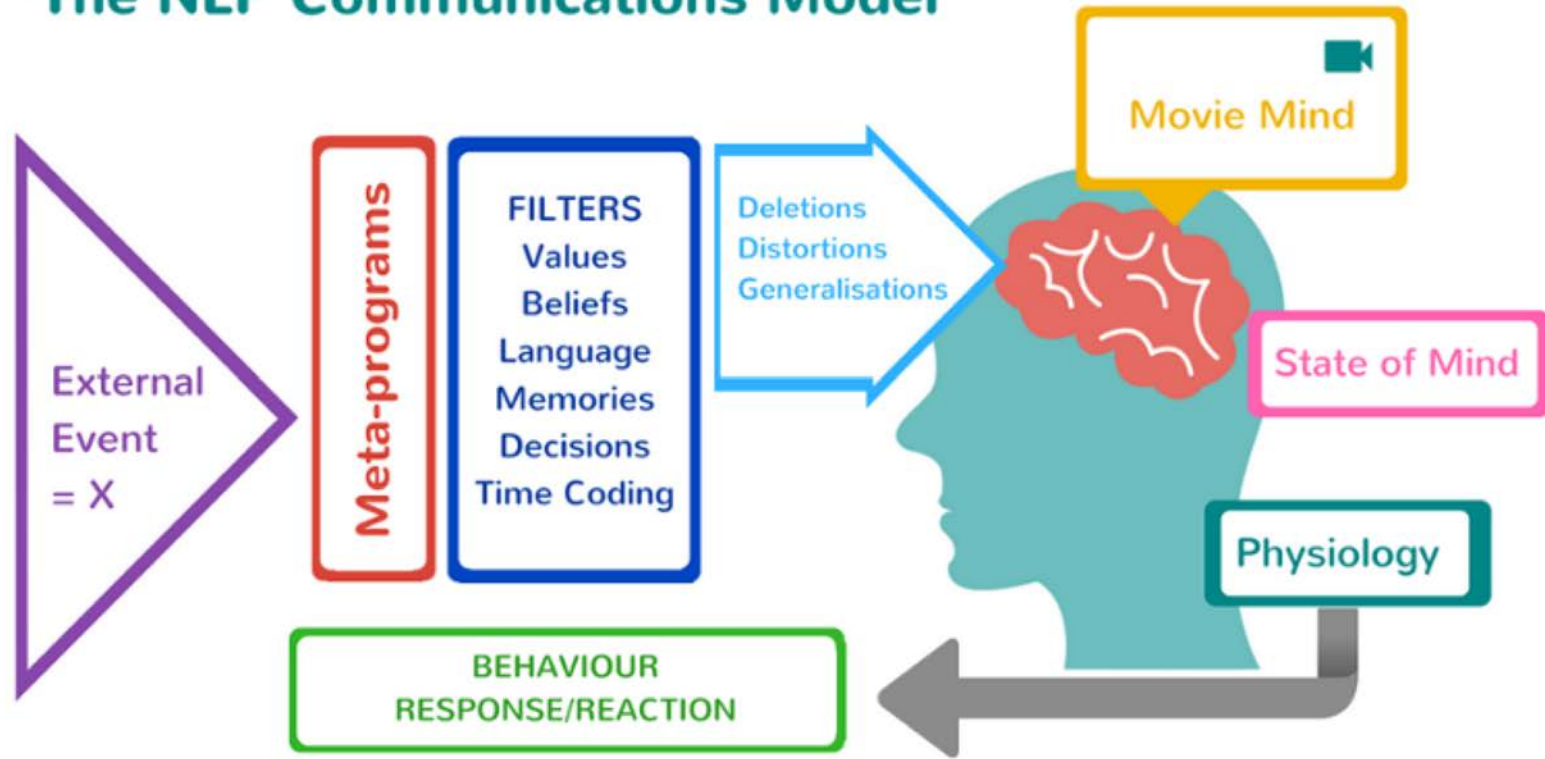 The NLP Communications Model
Movie Mind
Meta-programs
FILTERS
Values
Beliefs
Language
Memories
Decisions
Time Coding
Deletions
Distortions
Generalisations
External
Event
= X
State of Mind
Physiology
BEHAVIOUR
RESPONSE/REACTION